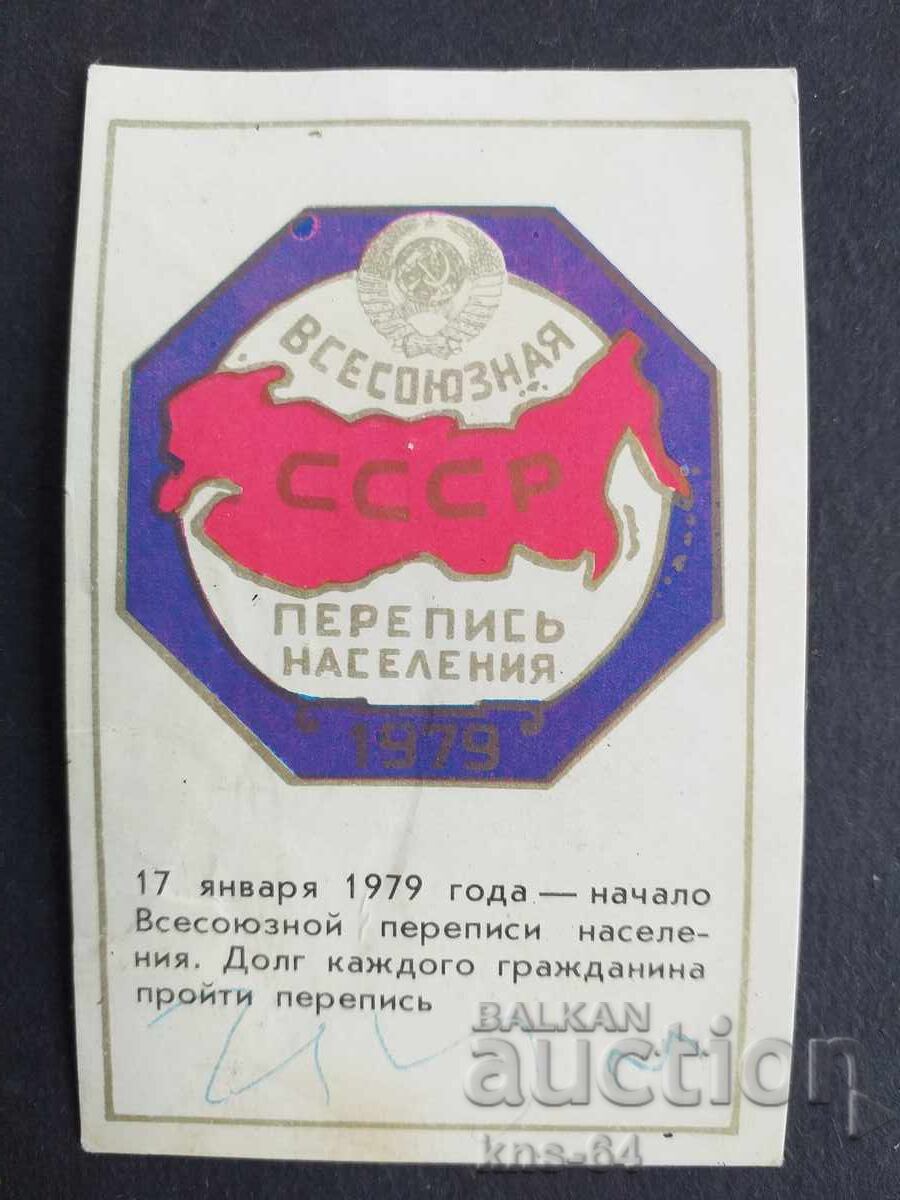 ВСЕСОЮЗНАЯ
СССР
ПЕРЕПИСЬ
НАСЕЛЕНИЯ
1979
17 января 1979 года — начало
Всесоюзной переписи населе-
ния. Долг каждого гражданина
пройти перепись
BALKAN
auction
kns-64